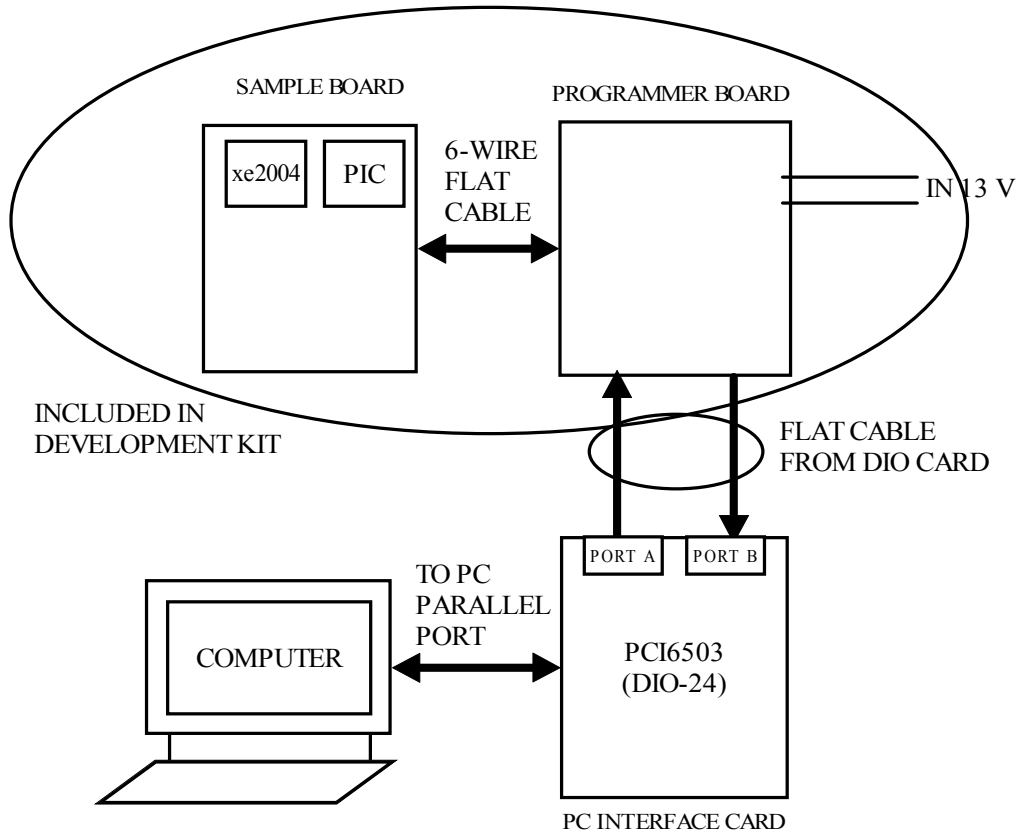 SAMPLE BOARD
PROGRAMMER BOARD
xe2004
PIC
6-WIRE
FLAT
CABLE
IN 13 V
INCLUDED IN
DEVELOPMENT KIT
FLAT CABLE
FROM DIO CARD
PORT A
PORT B
TO PC
PARALLEL
PORT
COMPUTER
PCI6503
(DIO-24)
PC INTERFACE CARD